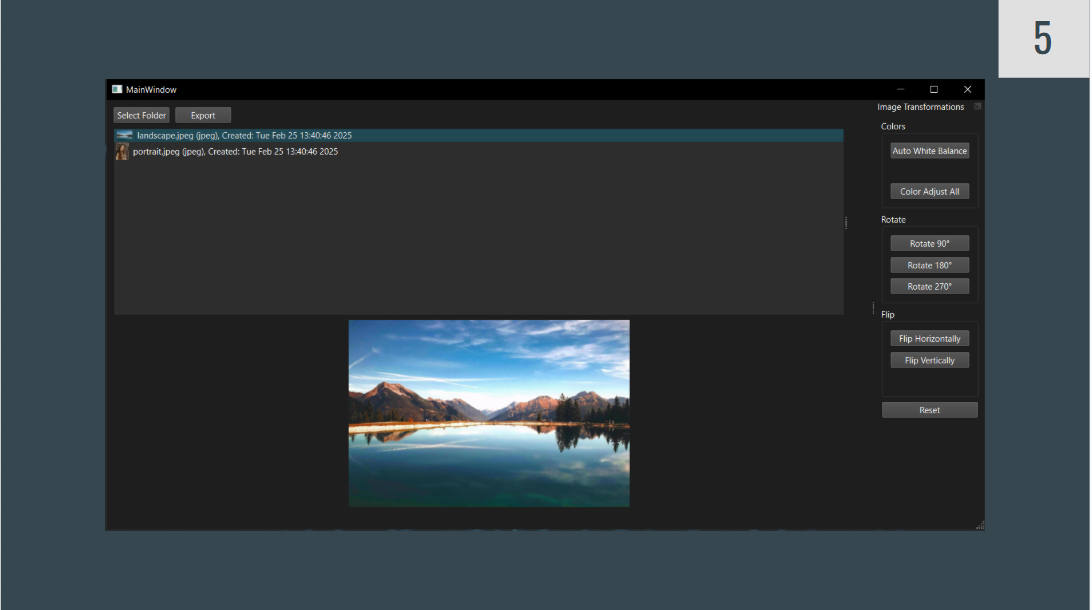 5
MainWindow
Select Folder
Export
landscape.jpeg (jpeg), Created: Tue Feb 25 13:40:46 2025
portrait.jpeg (jpeg), Created: Tue Feb 25 13:40:46 2025
Image Transformations
Colors
Auto White Balance
Color Adjust All
Rotate
Rotate 90°
Rotate 180°
Rotate 270°
Flip
Flip Horizontally
Flip Vertically
Reset